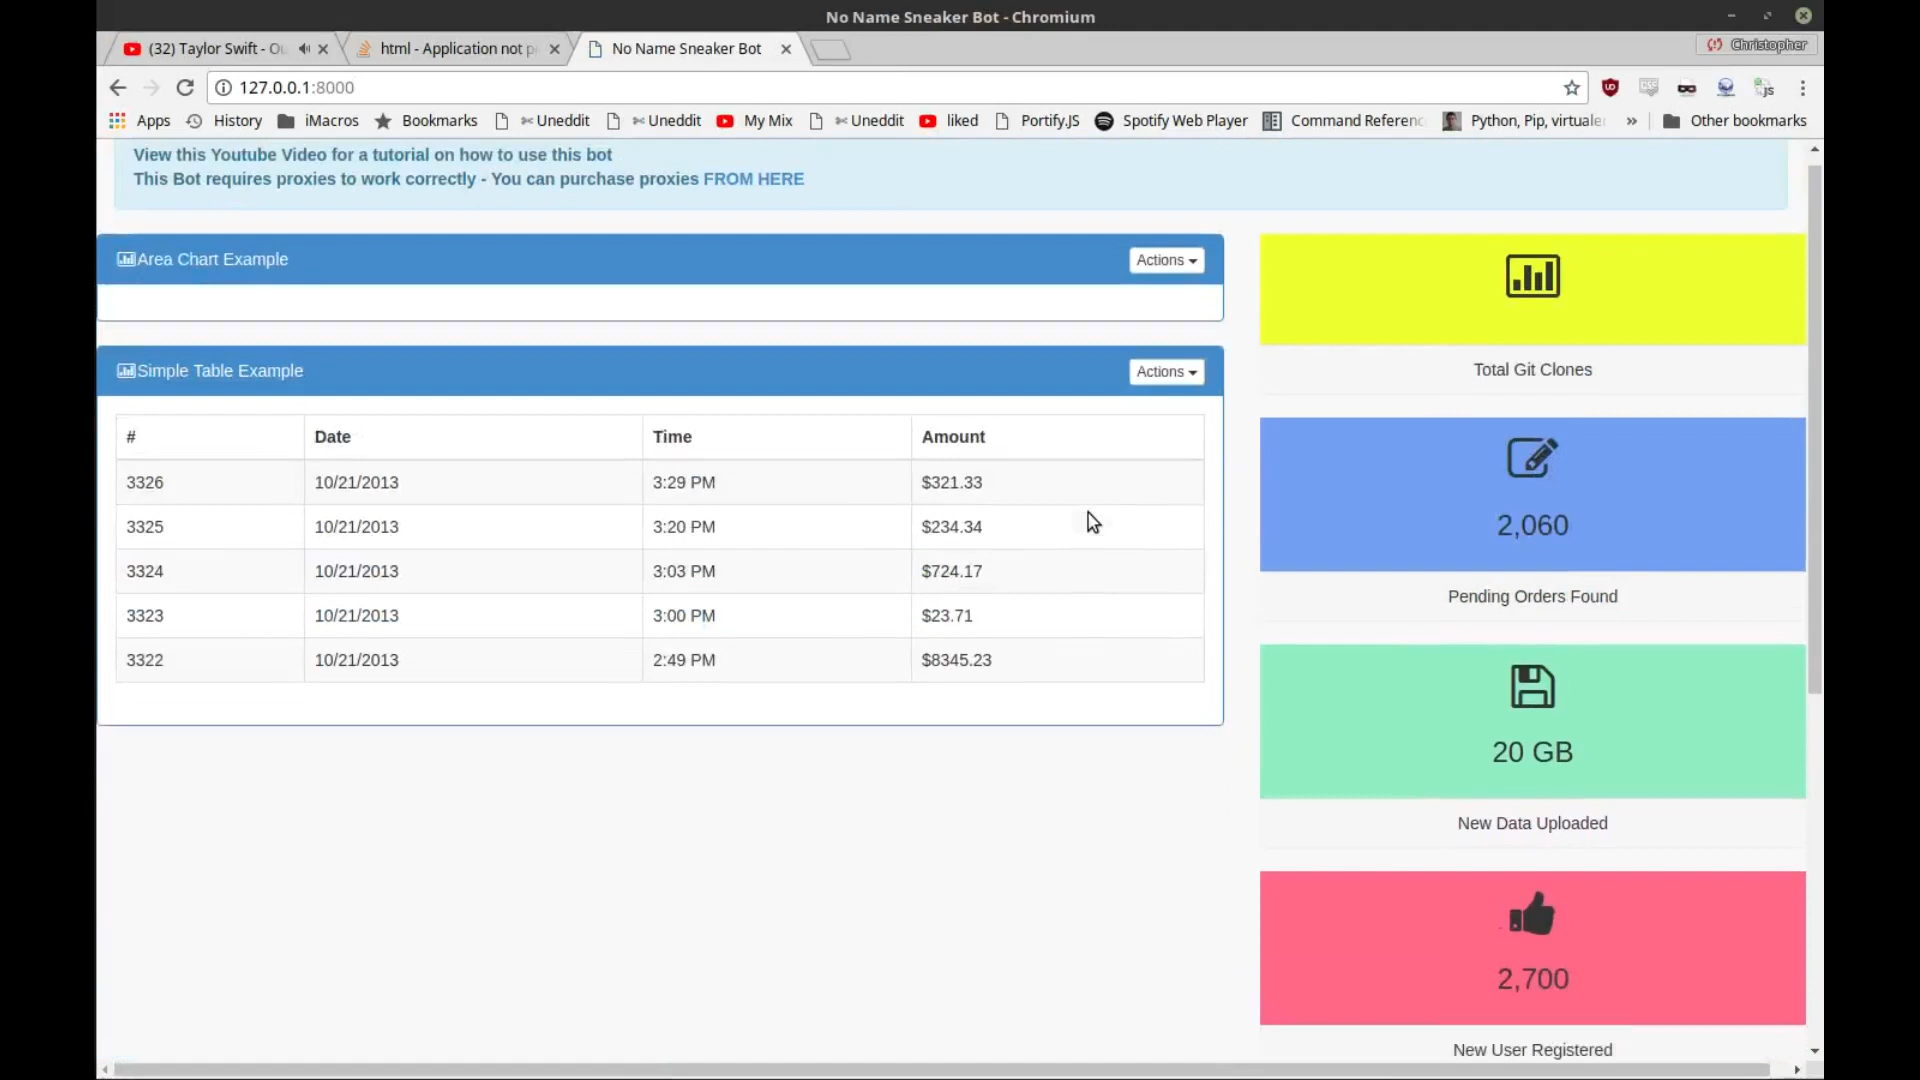 No Name Sneaker Bot - Chromium
(32) Taylor Swift - Ou
html - Application not p
No Name Sneaker Bot
Christopher
127.0.0.1:8000
Apps
History
iMacros
Bookmarks
Uneddit
Uneddit
My Mix
Uneddit
liked
Portify.JS
Spotify Web Player
Command Referenc
Python, Pip, virtuale
»
Other bookmarks
View this Youtube Video for a tutorial on how to use this bot
This Bot requires proxies to work correctly - You can purchase proxies FROM HERE
Area Chart Example
Actions
Simple Table Example
Actions
# Date Time Amount
3326 10/21/2013 3:29 PM $321.33
3325 10/21/2013 3:20 PM $234.34
3324 10/21/2013 3:03 PM $724.17
3323 10/21/2013 3:00 PM $23.71
3322 10/21/2013 2:49 PM $8345.23
Total Git Clones
2,060
Pending Orders Found
20 GB
New Data Uploaded
2,700
New User Registered